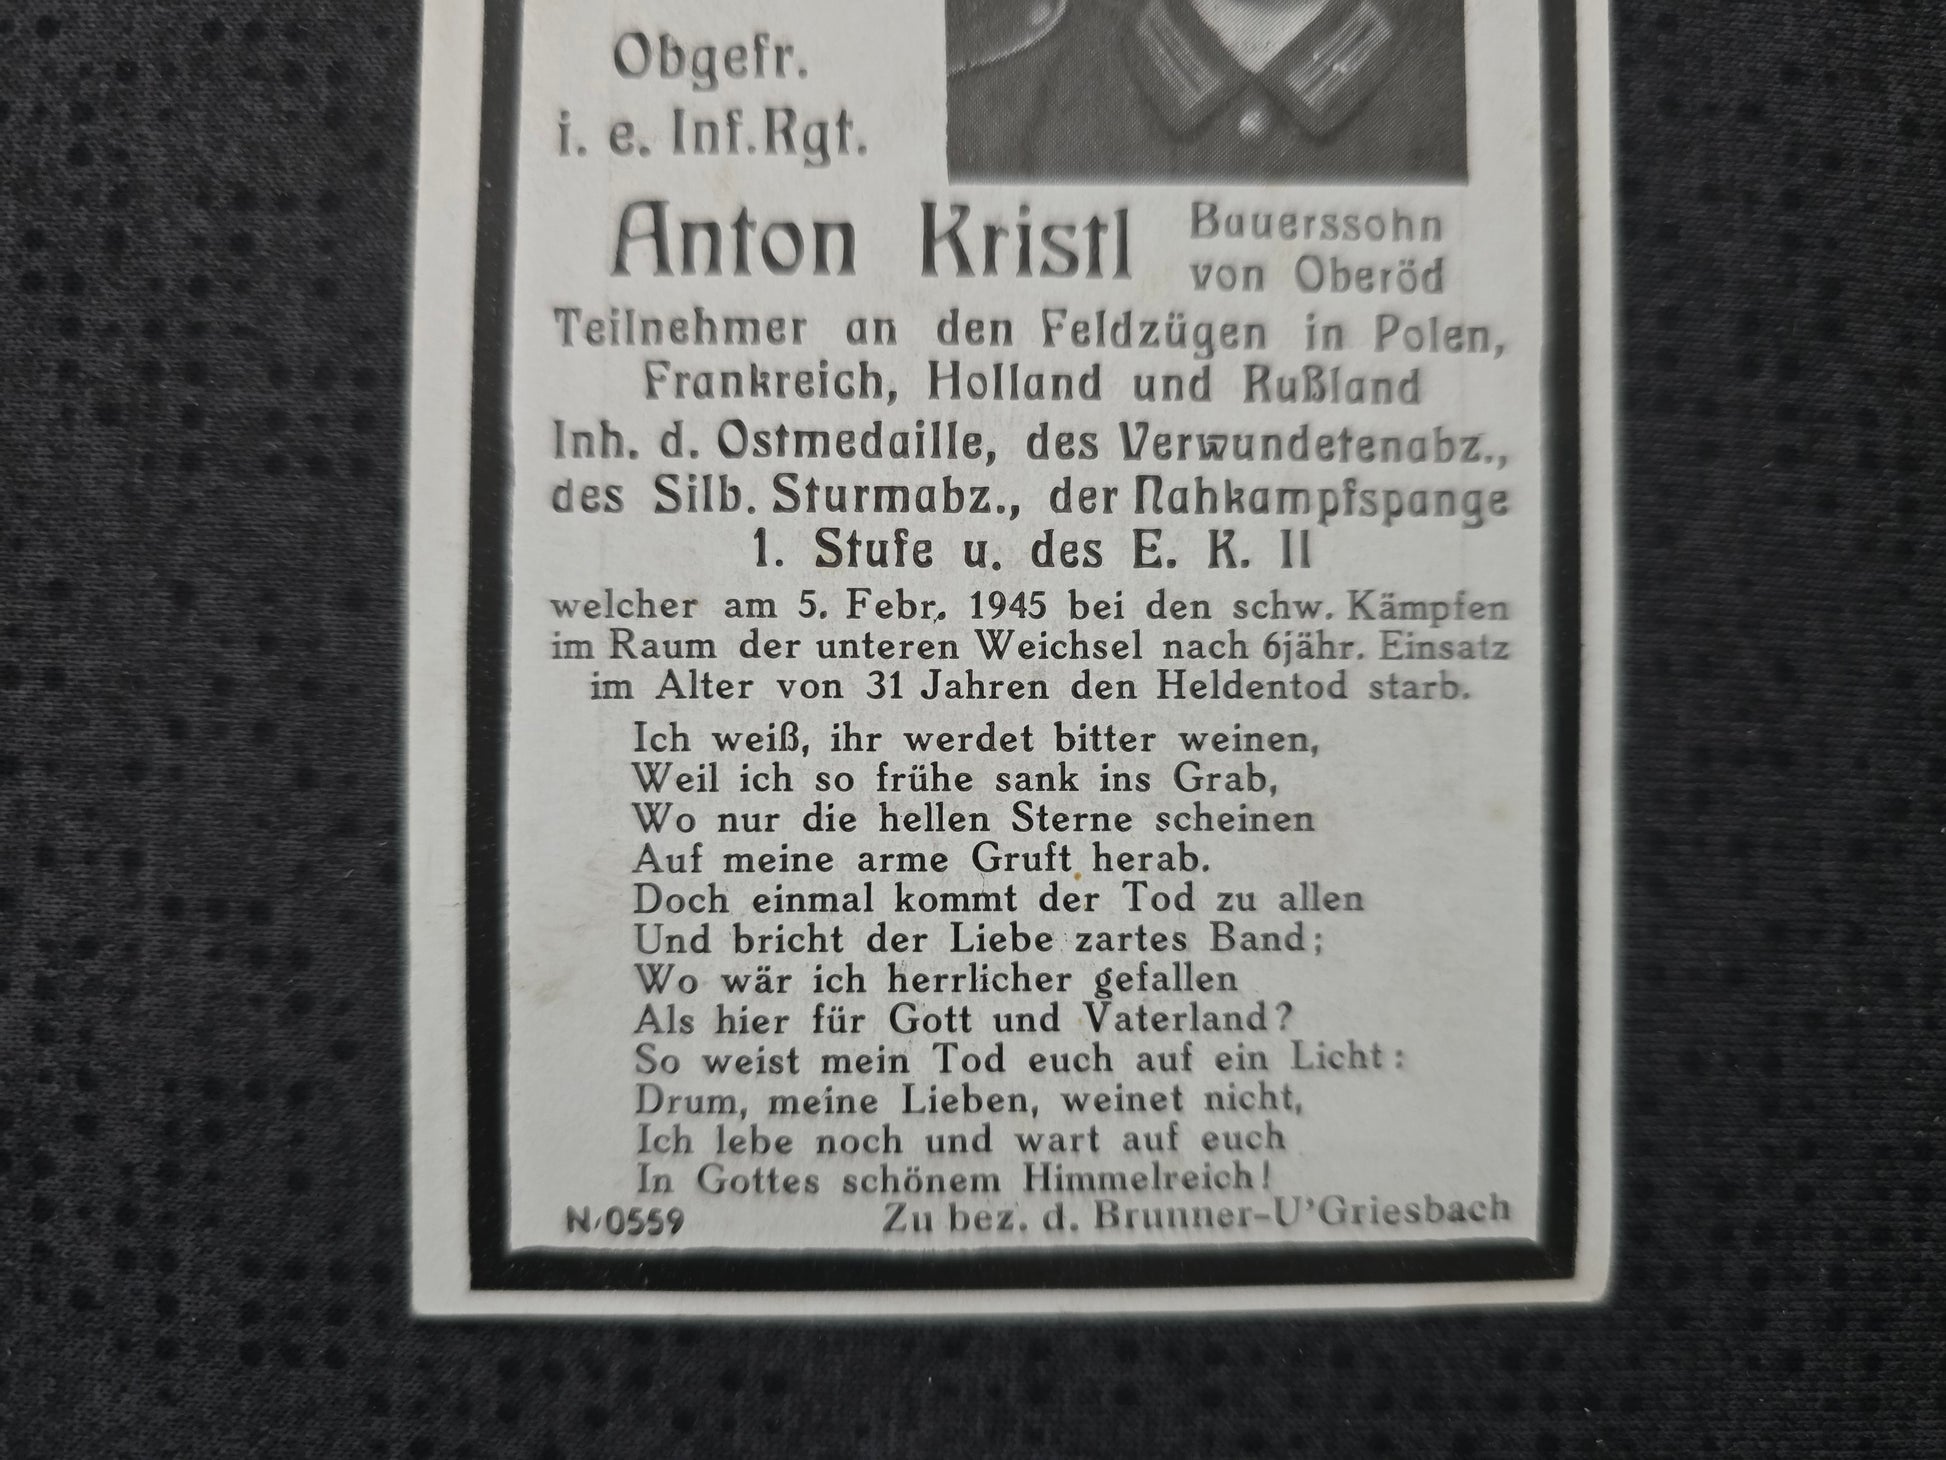 Obgefr.
i. e. Inf.Rgt.
Anton Kristl
Bauerssohn
von Oberöd
Teilnehmer an den Feldzügen in Polen,
Frankreich, Holland und Rußland
Inh. d. Ostmedaille, des Verwundetenabz.,
des Silb. Sturmabz., der Nahkampfspange
1. Stufe u. des E. K. II
welcher am 5. Febr. 1945 bei den schw. Kämpfen
im Raum der unteren Weichsel nach 6jähr. Einsatz
im Alter von 31 Jahren den Heldentod starb.
Ich weiß, ihr werdet bitter weinen,
Weil ich so frühe sank ins Grab,
Wo nur die hellen Sterne scheinen
Auf meine arme Gruft herab.
Doch einmal kommt der Tod zu allen
Und bricht der Liebe zartes Band;
Wo wär ich herrlicher gefallen
Als hier für Gott und Vaterland?
So weist mein Tod euch auf ein Licht:
Drum, meine Lieben, weinet nicht,
Ich lebe noch und wart auf euch
In Gottes schönem Himmelreich!
N/0559
Zu bez. d. Brunner-U'Griesbach